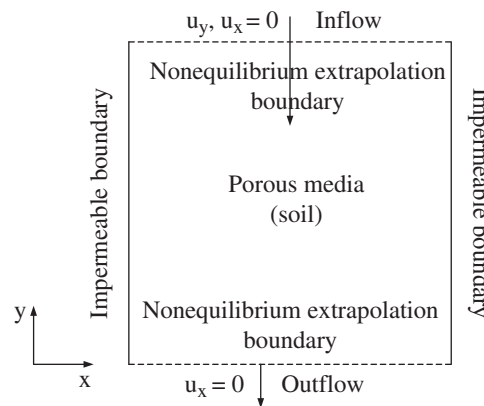 u_y, u_x = 0 Inflow
Nonequilibrium extrapolation
boundary
Impermeable boundary
Impermeable boundary
Porous media
(soil)
Nonequilibrium extrapolation
boundary
y
x
u_x = 0 Outflow